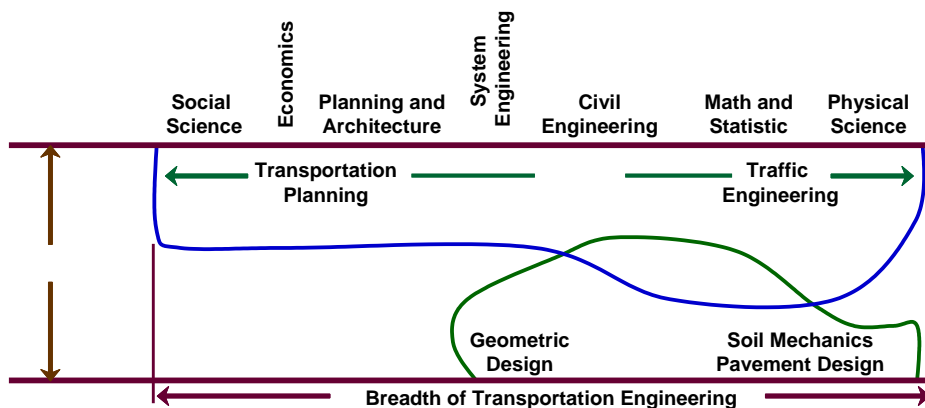 Social
Science
Economics
Planning and
Architecture
System
Engineering
Civil
Engineering
Math and
Statistic
Physical
Science
Transportation
Planning
Traffic
Engineering
Geometric
Design
Soil Mechanics
Pavement Design
Breadth of Transportation Engineering